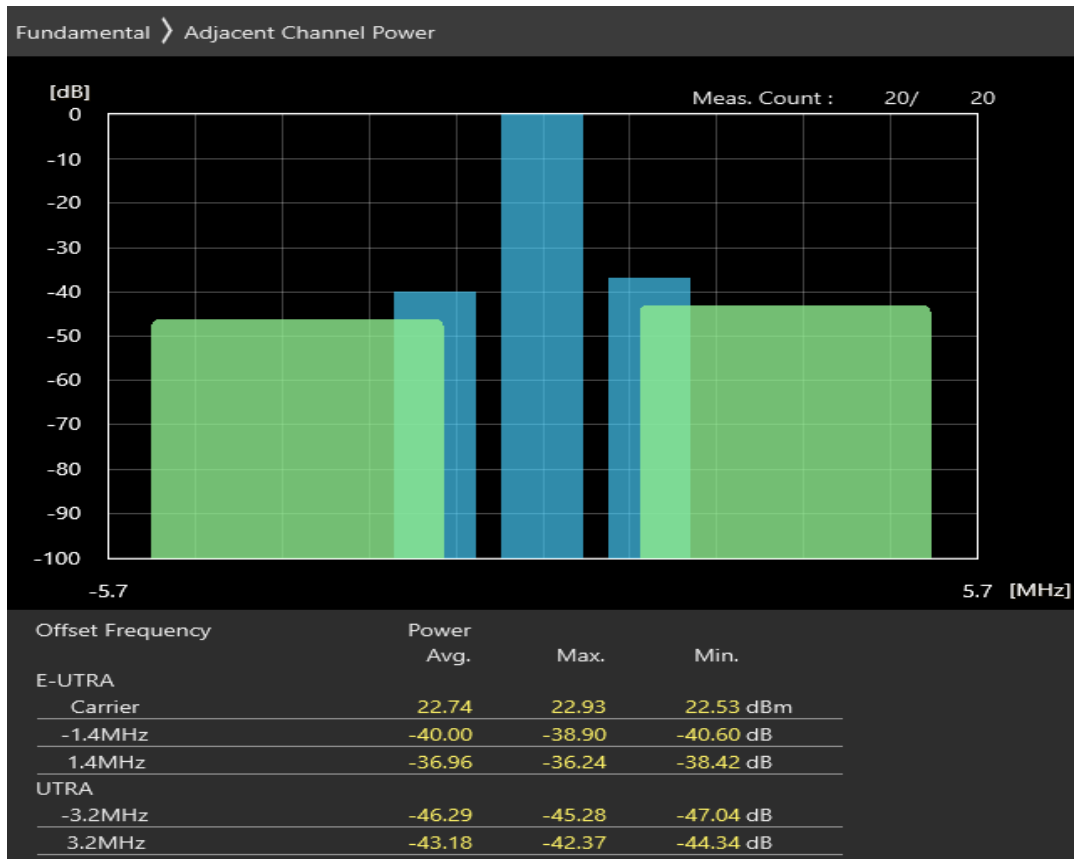 Fundamental 〉 Adjacent Channel Power
[dB]
Meas. Count : 20/ 20
0
-10
-20
-30
-40
-50
-60
-70
-80
-90
-100
-5.7 5.7 [MHz]
Offset Frequency Power
Avg. Max. Min.
E-UTRA
Carrier 22.74 22.93 22.53 dBm
-1.4MHz -40.00 -38.90 -40.60 dB
1.4MHz -36.96 -36.24 -38.42 dB
UTRA
-3.2MHz -46.29 -45.28 -47.04 dB
3.2MHz -43.18 -42.37 -44.34 dB